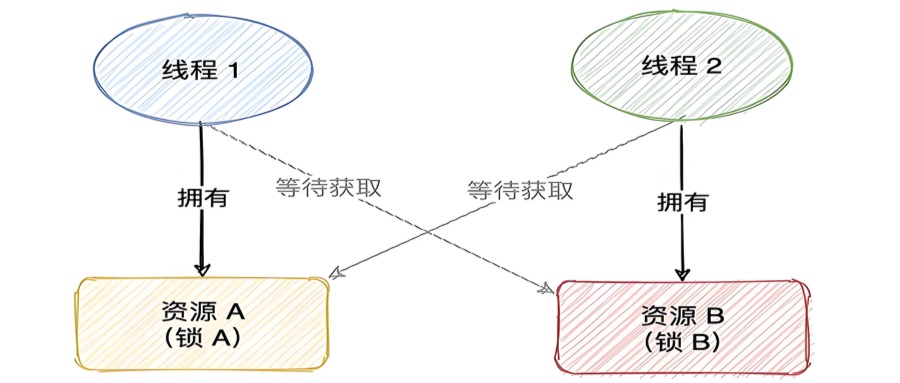 线程 1
线程 2
等待获取
等待获取
拥有
拥有
资源 A
（锁 A）
资源 B
（锁 B）